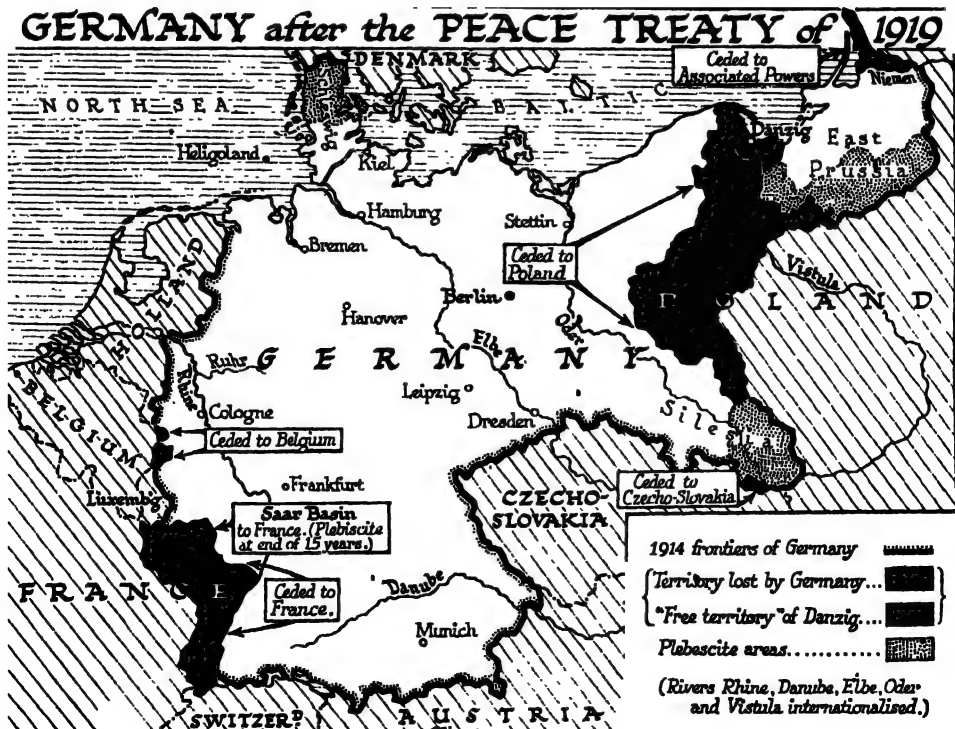 GERMANY after the PEACE TREATY of 1919
DENMARK
Ceded to
Associated Powers
Niemen
NORTH SEA
BALTIC
Danzig
East
Prussia
Heligoland
Kiel
Hamburg
Stettin
Bremen
HOLLAND
Ceded to
Poland
Vistula
POLAND
Berlin
Hanover
Elbe
Oder
GERMANY
Ruhr
Rhine
Leipzig
Silesia
BELGIUM
Cologne
Dresden
Ceded to Belgium
Ceded to
Czecho-Slovakia
Frankfurt
CZECHO-
SLOVAKIA
Luxembg
Saar Basin
to France. (Plebiscite
at end of 15 years.)
FRANCE
Ceded to
France.
Danube
Munich
SWITZERD
AUSTRIA
1914 frontiers of Germany
Territory lost by Germany...
"Free territory" of Danzig....
Plebescite areas............
(Rivers Rhine, Danube, Elbe, Oder
and Vistula internationalised.)